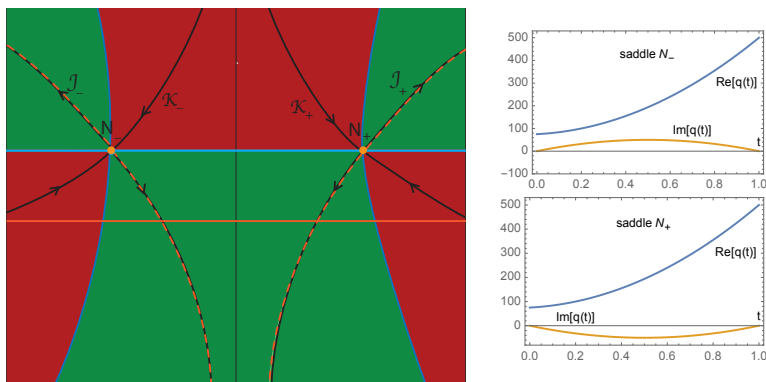 𝒥₋
𝒦₋
𝒦₊
𝒥₊
N₋
N₊
500
400
300
200
100
0
-100
saddle N₋
Re[q(t)]
Im[q(t)]
t
0.0 0.2 0.4 0.6 0.8 1.0
500
400
300
200
100
0
saddle N₊
Re[q(t)]
Im[q(t)]
t
0.0 0.2 0.4 0.6 0.8 1.0